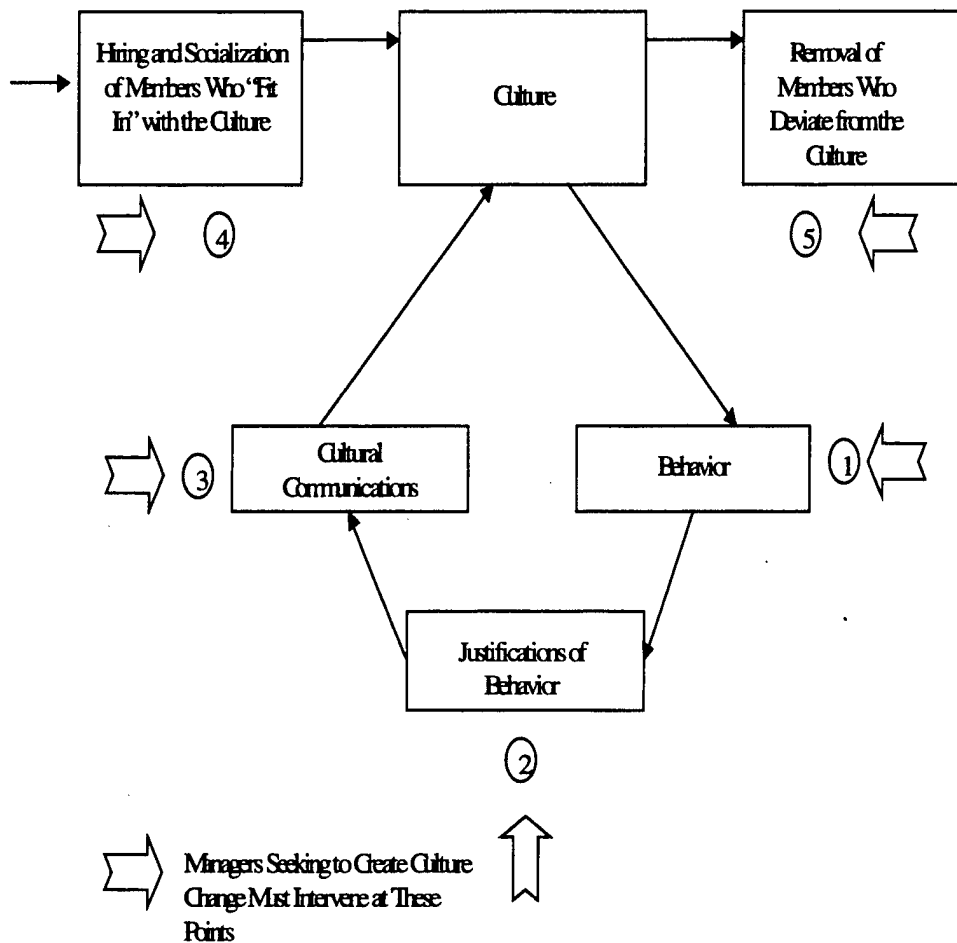 Hiring and Socialization
of Members Who "Fit
In" with the Culture
Culture
Removal of
Members Who
Deviate from the
Culture
4
5
Cultural
Communications
3
Behavior
1
Justifications of
Behavior
2
Managers Seeking to Create Culture
Change Must Intervene at These
Points